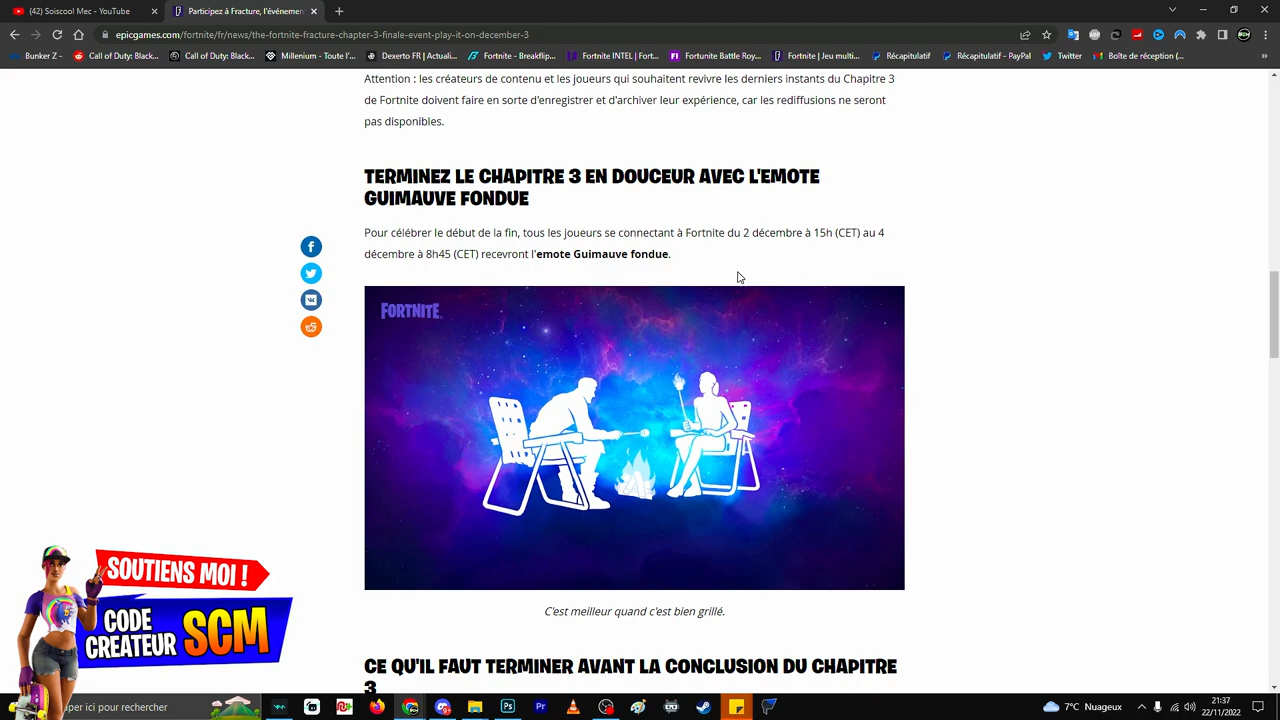 (42) Soiscool Mec - YouTube
Participez à Fracture, l'événemen
epicgames.com/fortnite/fr/news/the-fortnite-fracture-chapter-3-finale-event-play-it-on-december-3
Bunker Z -
Call of Duty: Black...
Call of Duty: Black...
Millenium - Toute l'...
Dexerto FR | Actuali...
Fortnite - Breakflip...
Fortnite INTEL | Fort...
Fortunite Battle Roy...
Fortnite | Jeu multi...
Récapitulatif
Récapitulatif - PayPal
Twitter
Boîte de réception (...
Attention : les créateurs de contenu et les joueurs qui souhaitent revivre les derniers instants du Chapitre 3
de Fortnite doivent faire en sorte d'enregistrer et d'archiver leur expérience, car les rediffusions ne seront
pas disponibles.
TERMINEZ LE CHAPITRE 3 EN DOUCEUR AVEC L'EMOTE
GUIMAUVE FONDUE
Pour célébrer le début de la fin, tous les joueurs se connectant à Fortnite du 2 décembre à 15h (CET) au 4
décembre à 8h45 (CET) recevront l'emote Guimauve fondue.
FORTNITE
C'est meilleur quand c'est bien grillé.
CE QU'IL FAUT TERMINER AVANT LA CONCLUSION DU CHAPITRE
3
SOUTIENS MOI !
CODE
CREATEUR SCM
per ici pour rechercher
7°C Nuageux
21:37
22/11/2022